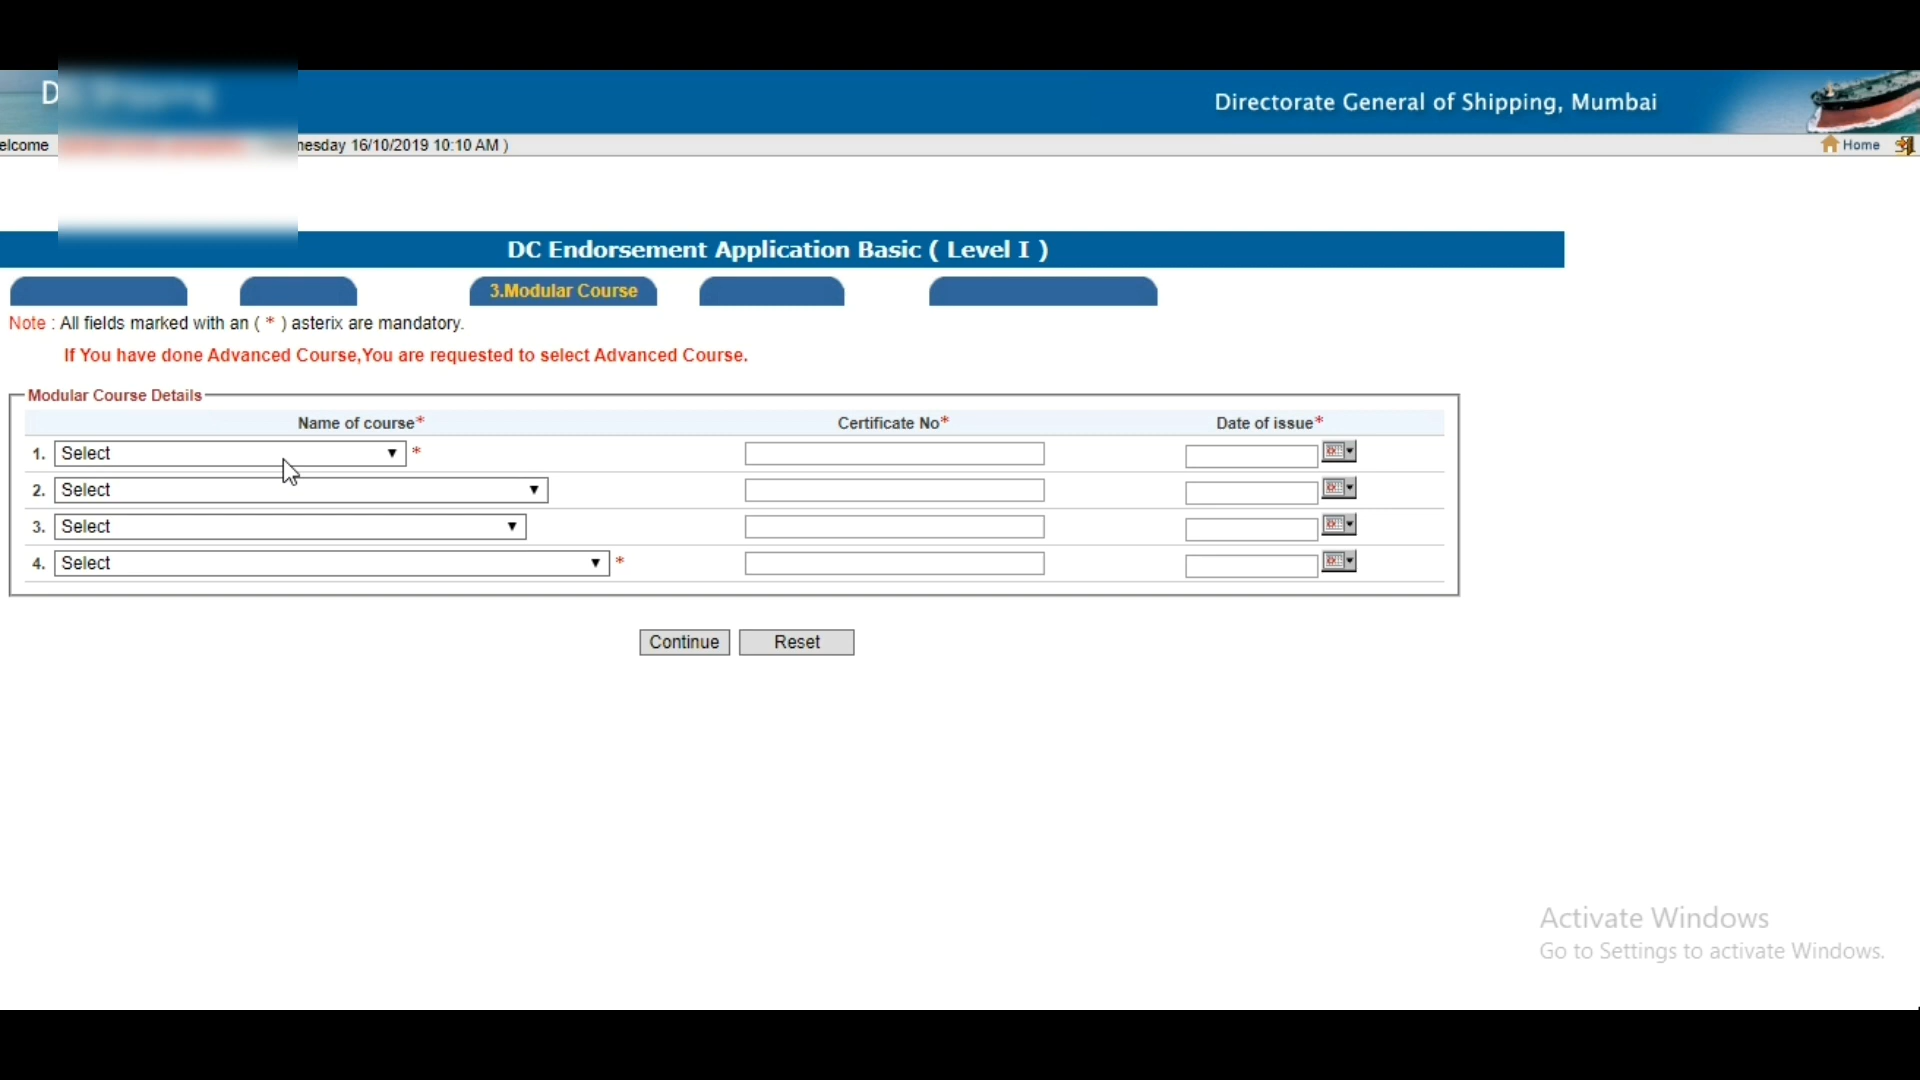 D
Directorate General of Shipping, Mumbai
elcome nesday 16/10/2019 10:10 AM )
Home
DC Endorsement Application Basic ( Level I )
3.Modular Course
Note : All fields marked with an ( * ) asterix are mandatory.
If You have done Advanced Course,You are requested to select Advanced Course.
Modular Course Details
Name of course* Certificate No* Date of issue*
1. Select *
2. Select
3. Select
4. Select *
Continue Reset
Activate Windows
Go to Settings to activate Windows.